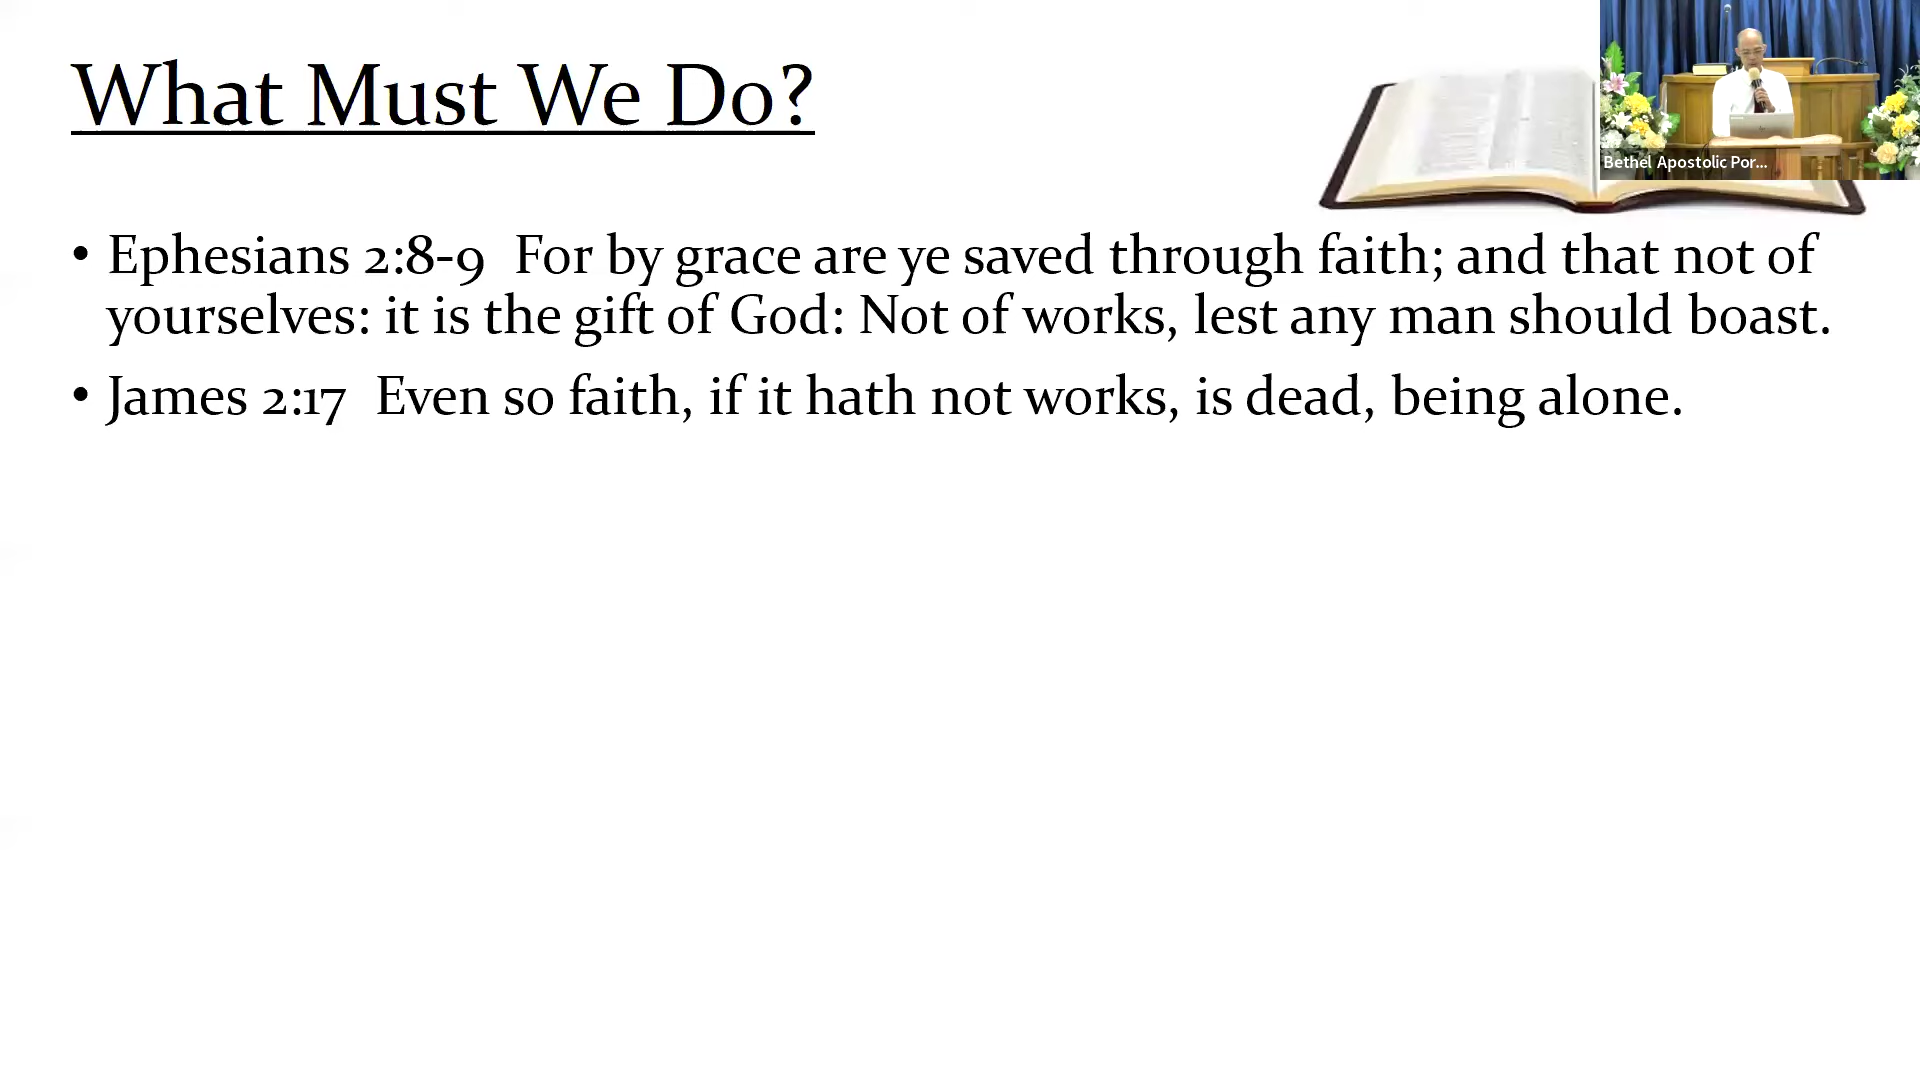 What Must We Do?
Bethel Apostolic Por...
• Ephesians 2:8-9  For by grace are ye saved through faith; and that not of
yourselves: it is the gift of God: Not of works, lest any man should boast.
• James 2:17  Even so faith, if it hath not works, is dead, being alone.